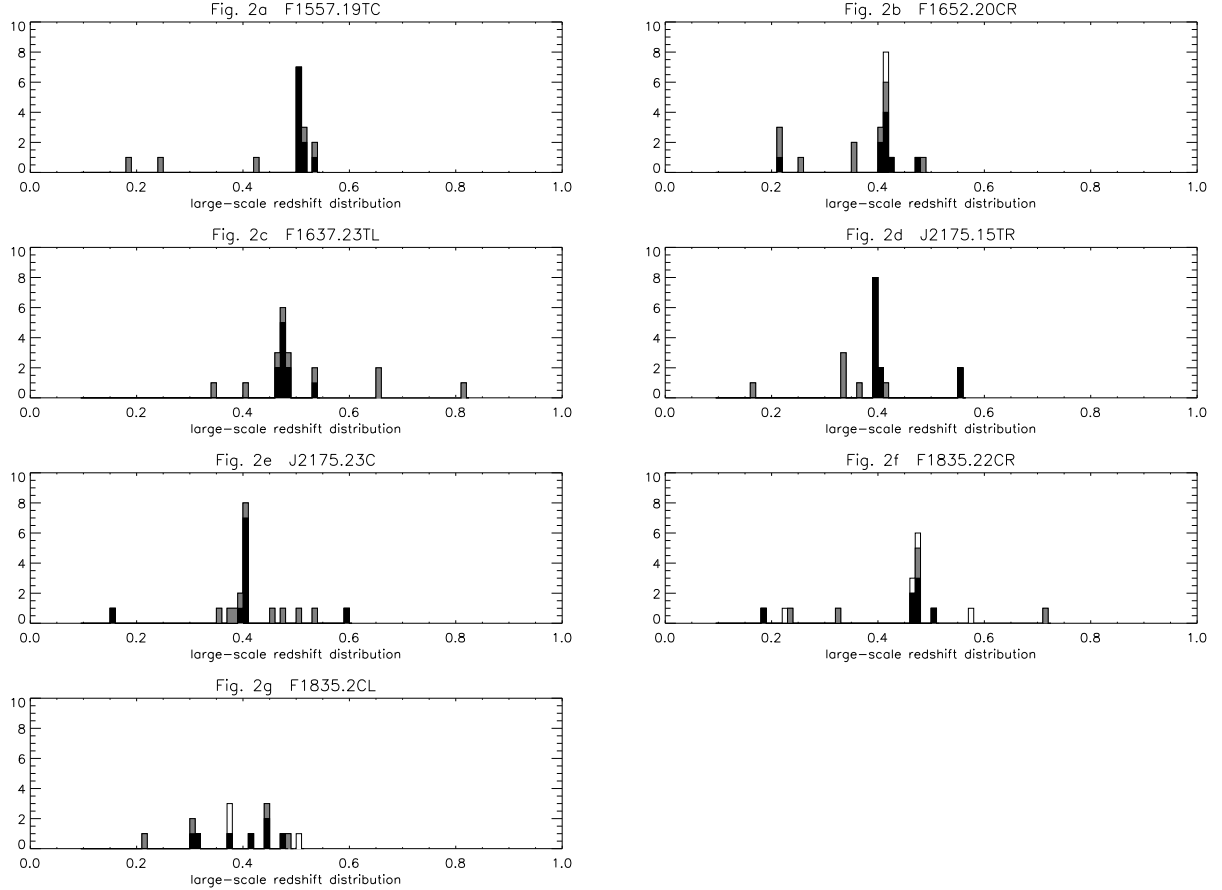 Fig. 2a F1557.19TC
10
8
6
4
2
0
0.0 0.2 0.4 0.6 0.8 1.0
large-scale redshift distribution
Fig. 2b F1652.20CR
10
8
6
4
2
0
0.0 0.2 0.4 0.6 0.8 1.0
large-scale redshift distribution
Fig. 2c F1637.23TL
10
8
6
4
2
0
0.0 0.2 0.4 0.6 0.8 1.0
large-scale redshift distribution
Fig. 2d J2175.15TR
10
8
6
4
2
0
0.0 0.2 0.4 0.6 0.8 1.0
large-scale redshift distribution
Fig. 2e J2175.23C
10
8
6
4
2
0
0.0 0.2 0.4 0.6 0.8 1.0
large-scale redshift distribution
Fig. 2f F1835.22CR
10
8
6
4
2
0
0.0 0.2 0.4 0.6 0.8 1.0
large-scale redshift distribution
Fig. 2g F1835.2CL
10
8
6
4
2
0
0.0 0.2 0.4 0.6 0.8 1.0
large-scale redshift distribution